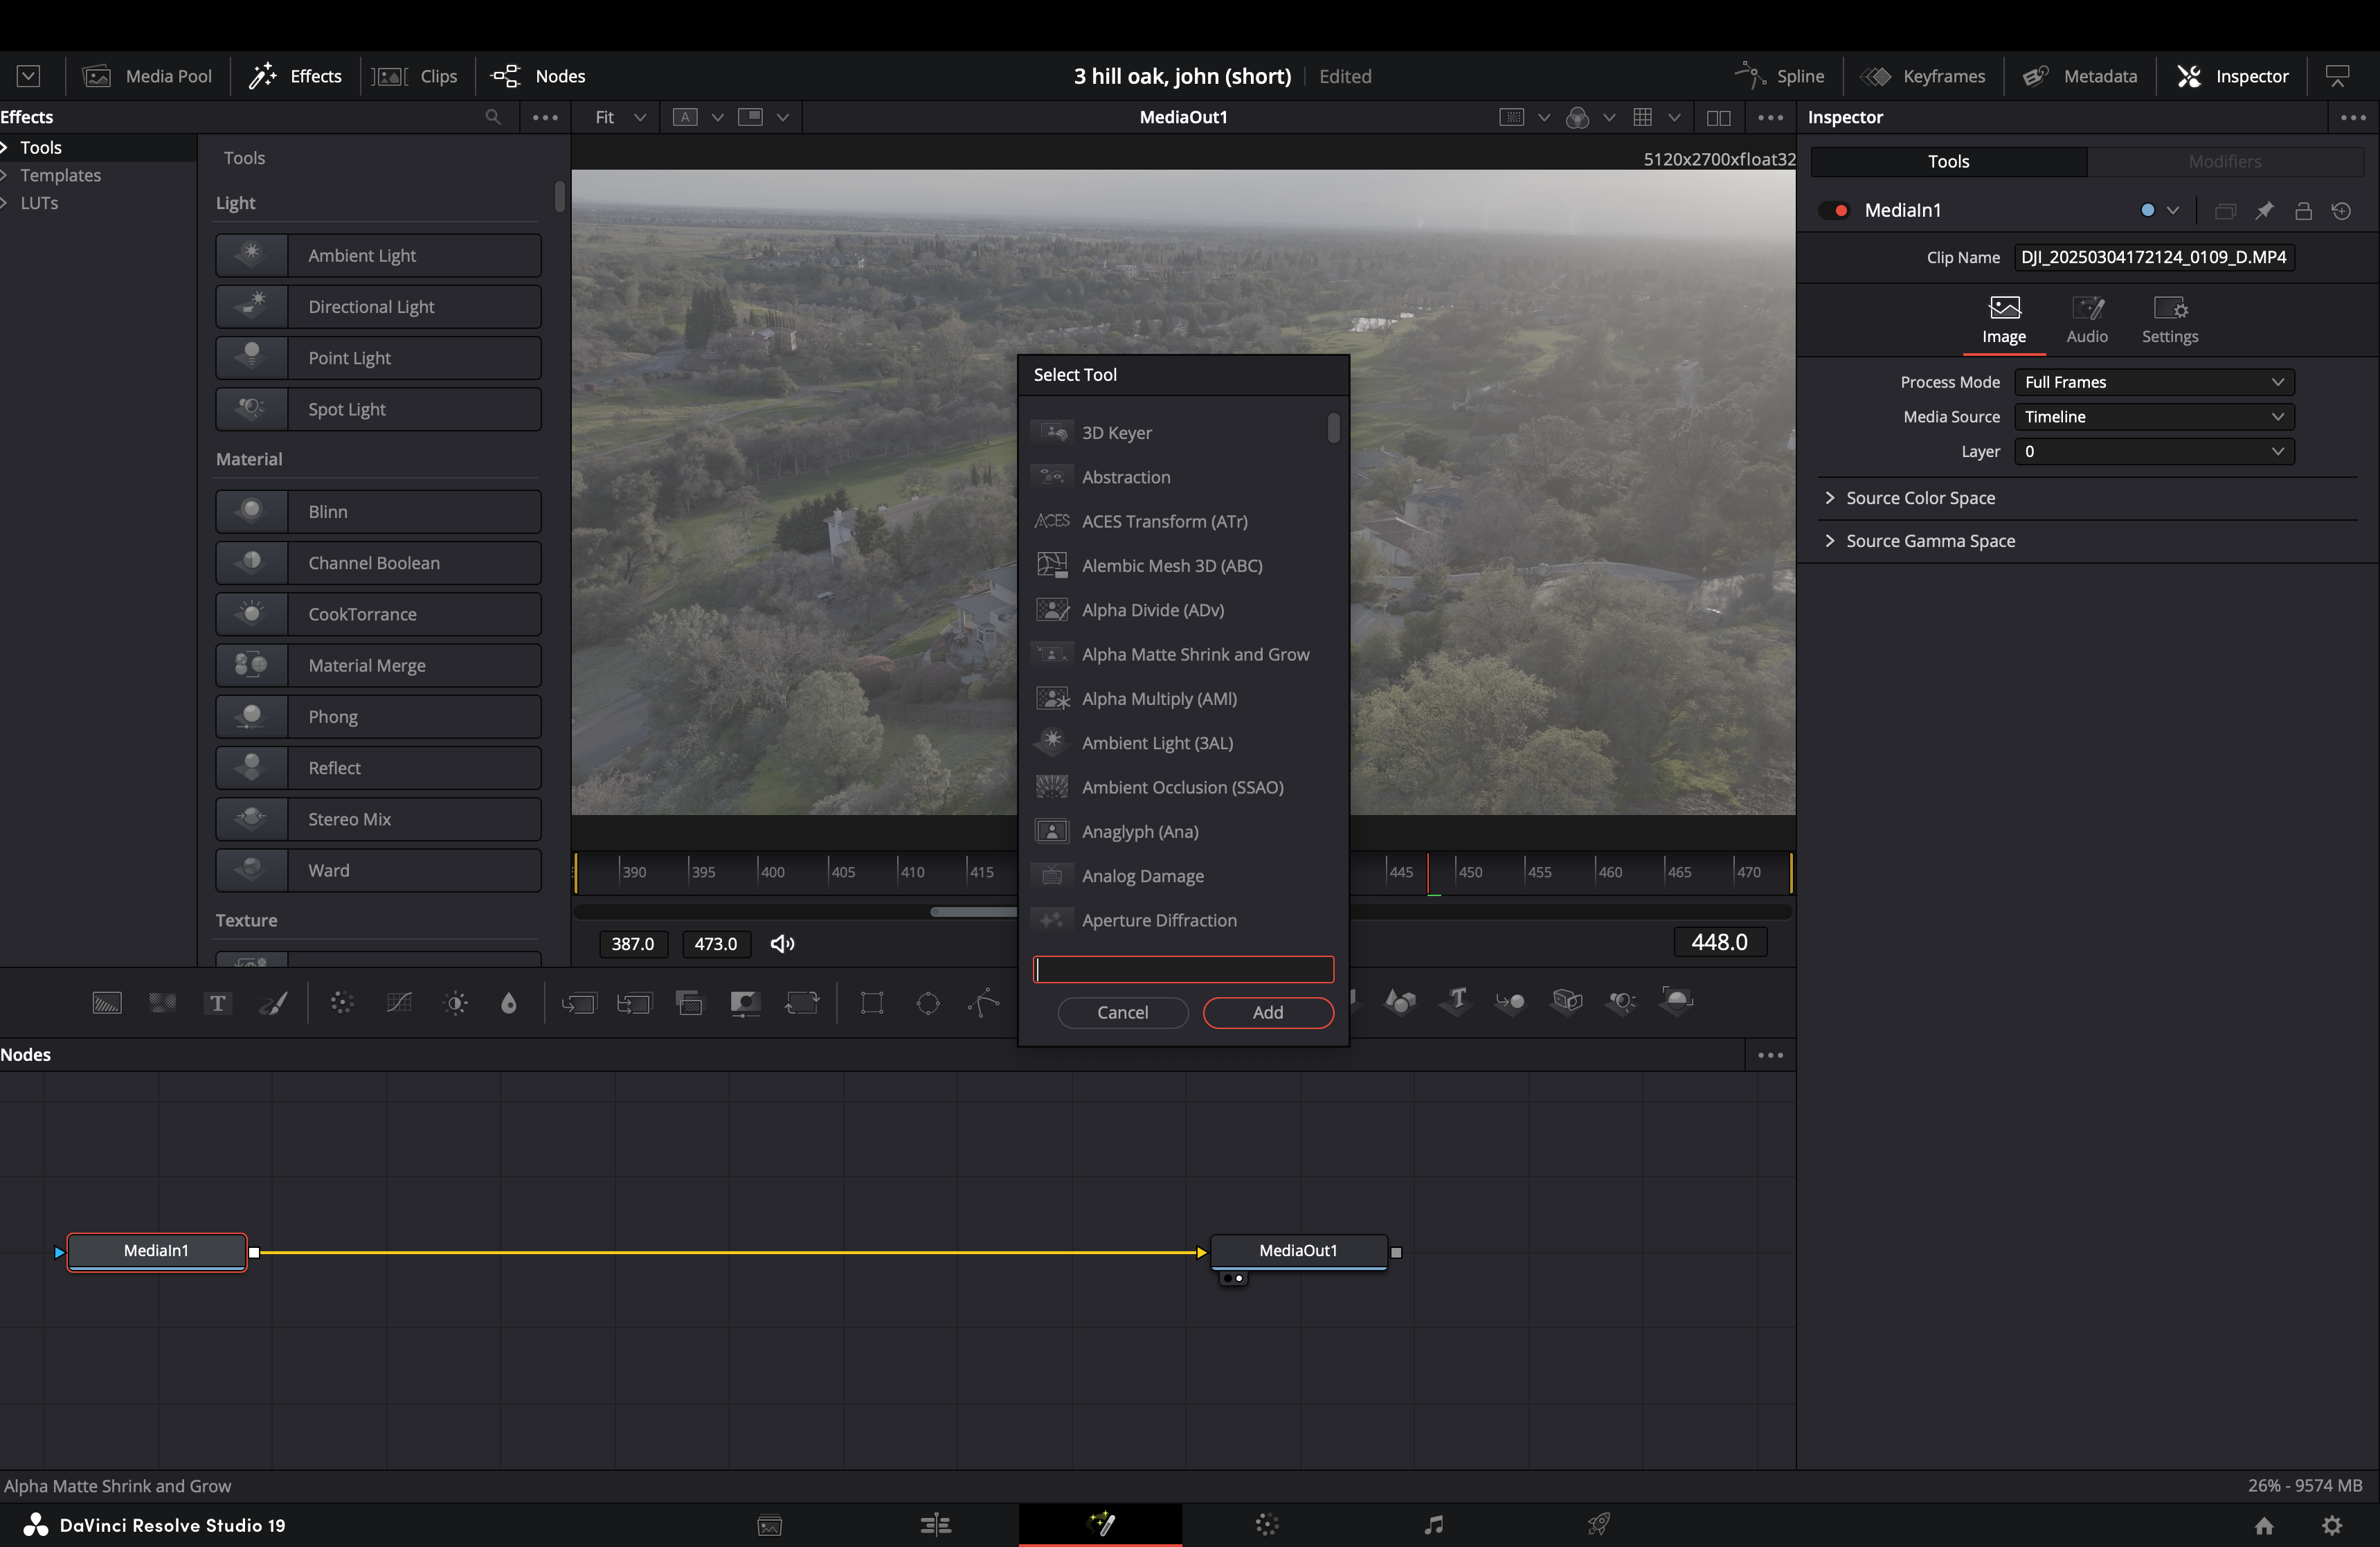 Media Pool
Effects
Clips
Nodes
3 hill oak, john (short)
Edited
Spline
Keyframes
Metadata
Inspector
Effects
Fit
A
MediaOut1
Inspector
Tools
Templates
LUTs
Tools
Light
Ambient Light
Directional Light
Point Light
Spot Light
Material
Blinn
Channel Boolean
CookTorrance
Material Merge
Phong
Reflect
Stereo Mix
Ward
Texture
5120x2700xfloat32
Select Tool
3D Keyer
Abstraction
ACES Transform (ATr)
Alembic Mesh 3D (ABC)
Alpha Divide (ADv)
Alpha Matte Shrink and Grow
Alpha Multiply (AMl)
Ambient Light (3AL)
Ambient Occlusion (SSAO)
Anaglyph (Ana)
Analog Damage
Aperture Diffraction
Cancel
Add
390 395 400 405 410 415 445 450 455 460 465 470
387.0
473.0
448.0
Tools
Modifiers
MediaIn1
Clip Name
DJI_20250304172124_0109_D.MP4
Image
Audio
Settings
Process Mode
Full Frames
Media Source
Timeline
Layer
0
Source Color Space
Source Gamma Space
T
T
Nodes
MediaIn1
MediaOut1
Alpha Matte Shrink and Grow
26% - 9574 MB
DaVinci Resolve Studio 19